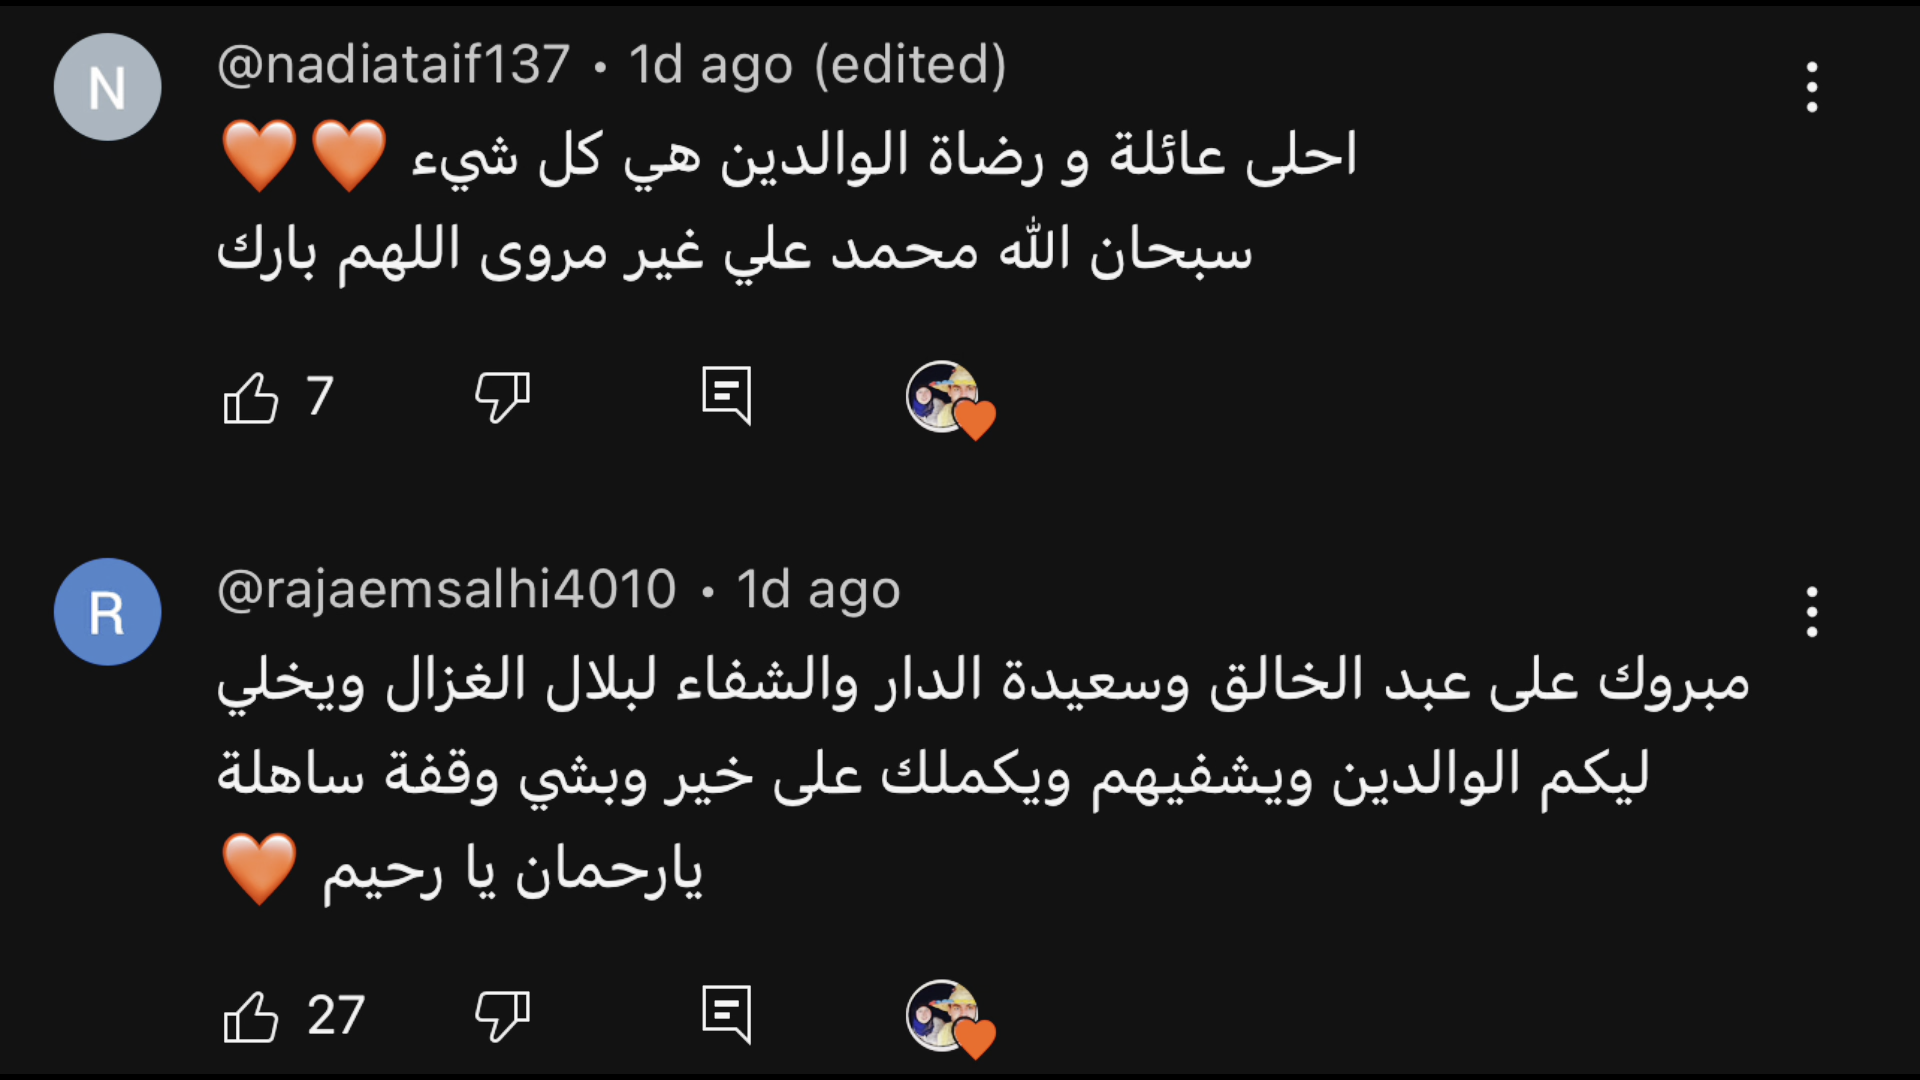 N
@nadiataif137 • 1d ago (edited)
احلى عائلة و رضاة الوالدين هي كل شيء 🧡🧡
سبحان الله محمد علي غير مروى اللهم بارك
7
R
@rajaemsalhi4010 • 1d ago
مبروك على عبد الخالق وسعيدة الدار والشفاء لبلال الغزال ويخلي
ليكم الوالدين ويشفيهم ويكملك على خير وبشي وقفة ساهلة
يارحمان يا رحيم 🧡
27